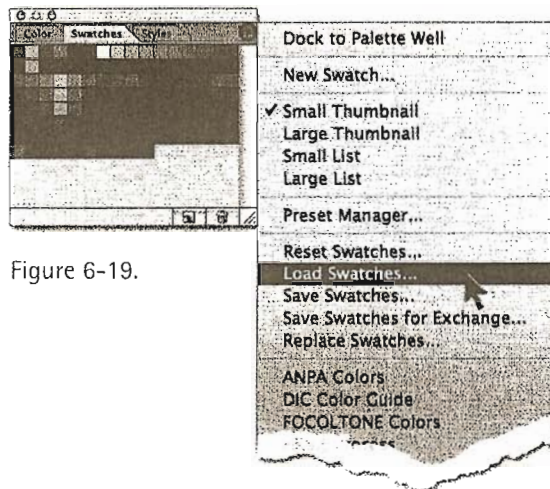 Color Swatches Styles
Dock to Palette Well
New Swatch...
✓ Small Thumbnail
Large Thumbnail
Small List
Large List
Preset Manager...
Reset Swatches...
Load Swatches...
Save Swatches...
Save Swatches for Exchange...
Replace Swatches...
ANPA Colors
DIC Color Guide
FOCOLTONE Colors
Figure 6-19.